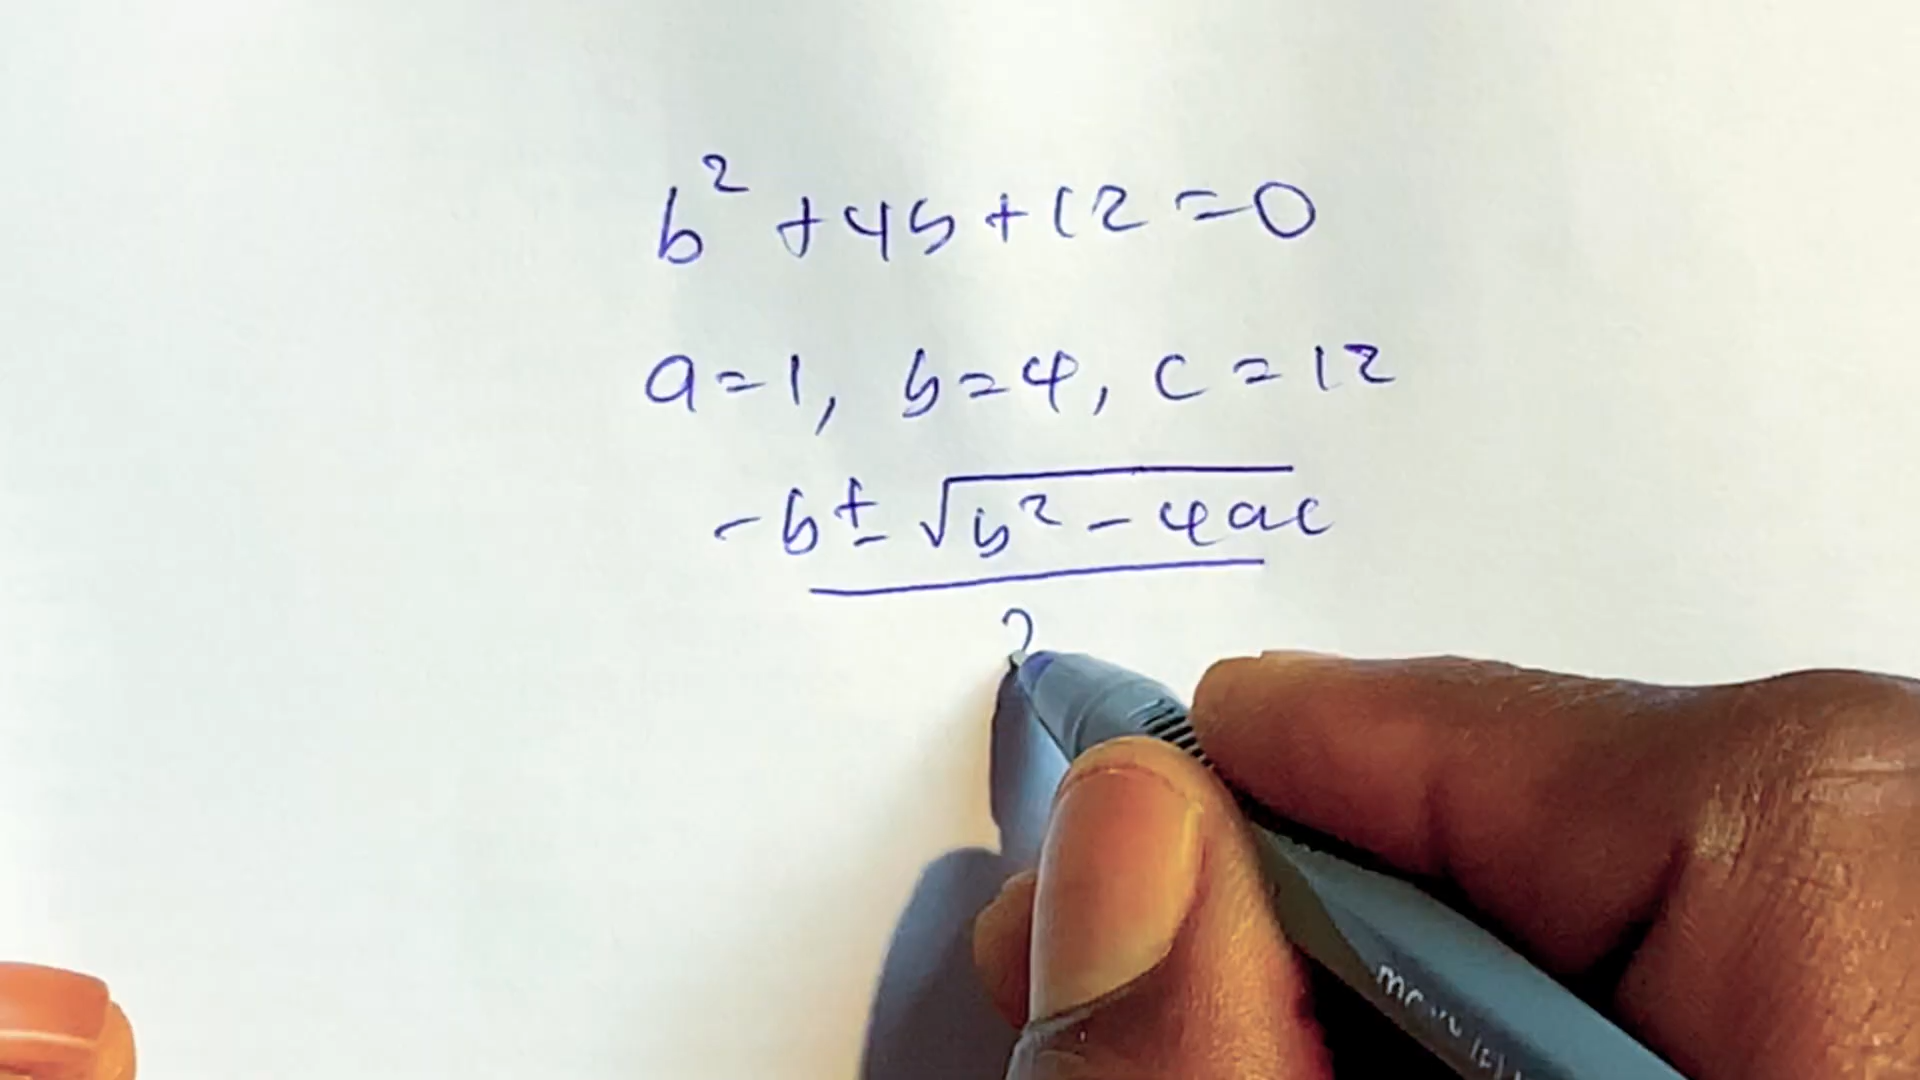 b² + 4b + 12 = 0
a = 1, b = 4, c = 12
-b ± √b² - 4ac
2